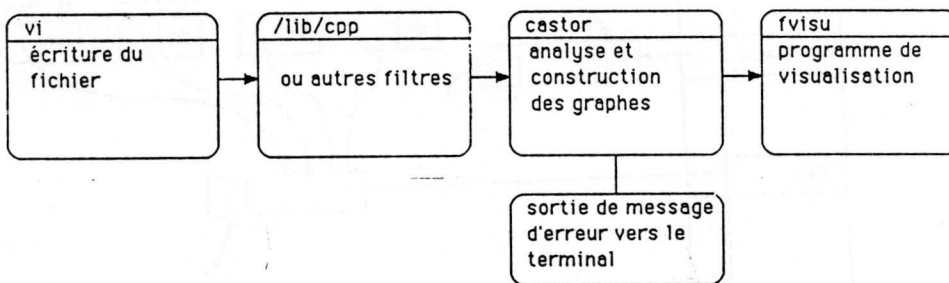 vi
écriture du
fichier
/lib/cpp
ou autres filtres
castor
analyse et
construction
des graphes
fvisu
programme de
visualisation
sortie de message
d'erreur vers le
terminal